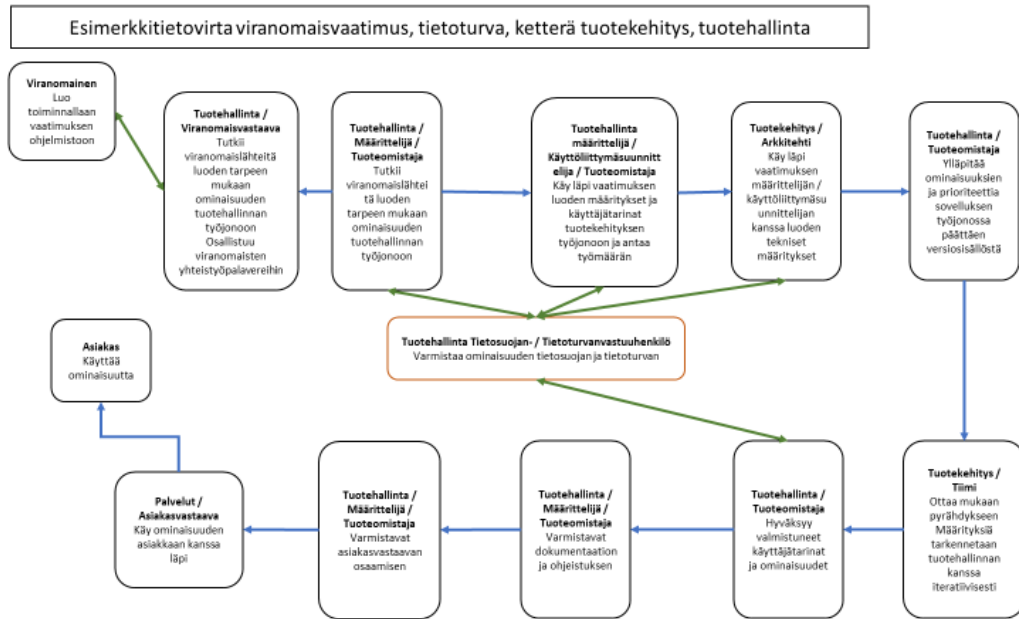 Esimerkkitietovirta viranomaisvaatimus, tietoturva, ketterä tuotekehitys, tuotehallinta
Viranomainen
Luo
toiminnallaan
vaatimuksen
ohjelmistoon
Tuotehallinta /
Viranomaisvastaava
Tutkii
viranomaislähteitä
luoden tarpeen
mukaan
ominaisuuden
tuotehallinnan
työjonoon
Osallistuu
viranomaisten
yhteistyöpalavereihin
Tuotehallinta /
Määrittelijä /
Tuoteomistaja
Tutkii
viranomaislähtei
tä luoden
tarpeen mukaan
ominaisuuden
tuotehallinnan
työjonoon
Tuotehallinta
määrittelijä /
Käyttöliittymäsuunnitt
elija / Tuoteomistaja
Käy läpi vaatimuksen
luoden määritykset ja
käyttäjätarinat
tuotekehityksen
työjonoon ja antaa
työmäärän
Tuotekehitys /
Arkkitehti
Käy läpi
vaatimuksen
määrittelijän /
käyttöliittymäsu
unnittelijan
kanssa luoden
tekniset
määritykset
Tuotehallinta /
Tuoteomistaja
Ylläpitää
ominaisuuksien
ja prioriteettia
sovelluksen
työjonossa
päättäen
versiosisällöstä
Tuotehallinta Tietosuojan- / Tietoturvanvastuuhenkilö
Varmistaa ominaisuuden tietosuojan ja tietoturvan
Asiakas
Käyttää
ominaisuutta
Palvelut /
Asiakasvastaava
Käy ominaisuuden
asiakkaan kanssa
läpi
Tuotehallinta /
Määrittelijä /
Tuoteomistaja
Varmistavat
asiakasvastaavan
osaamisen
Tuotehallinta /
Määrittelijä /
Tuoteomistaja
Varmistavat
dokumentaation
ja ohjeistuksen
Tuotehallinta /
Tuoteomistaja
Hyväksyy
valmistuneet
käyttäjätarinat
ja ominaisuudet
Tuotekehitys /
Tiimi
Ottaa mukaan
pyrähdykseen
Määrityksiä
tarkennetaan
tuotehallinnan
kanssa
iteratiivisesti